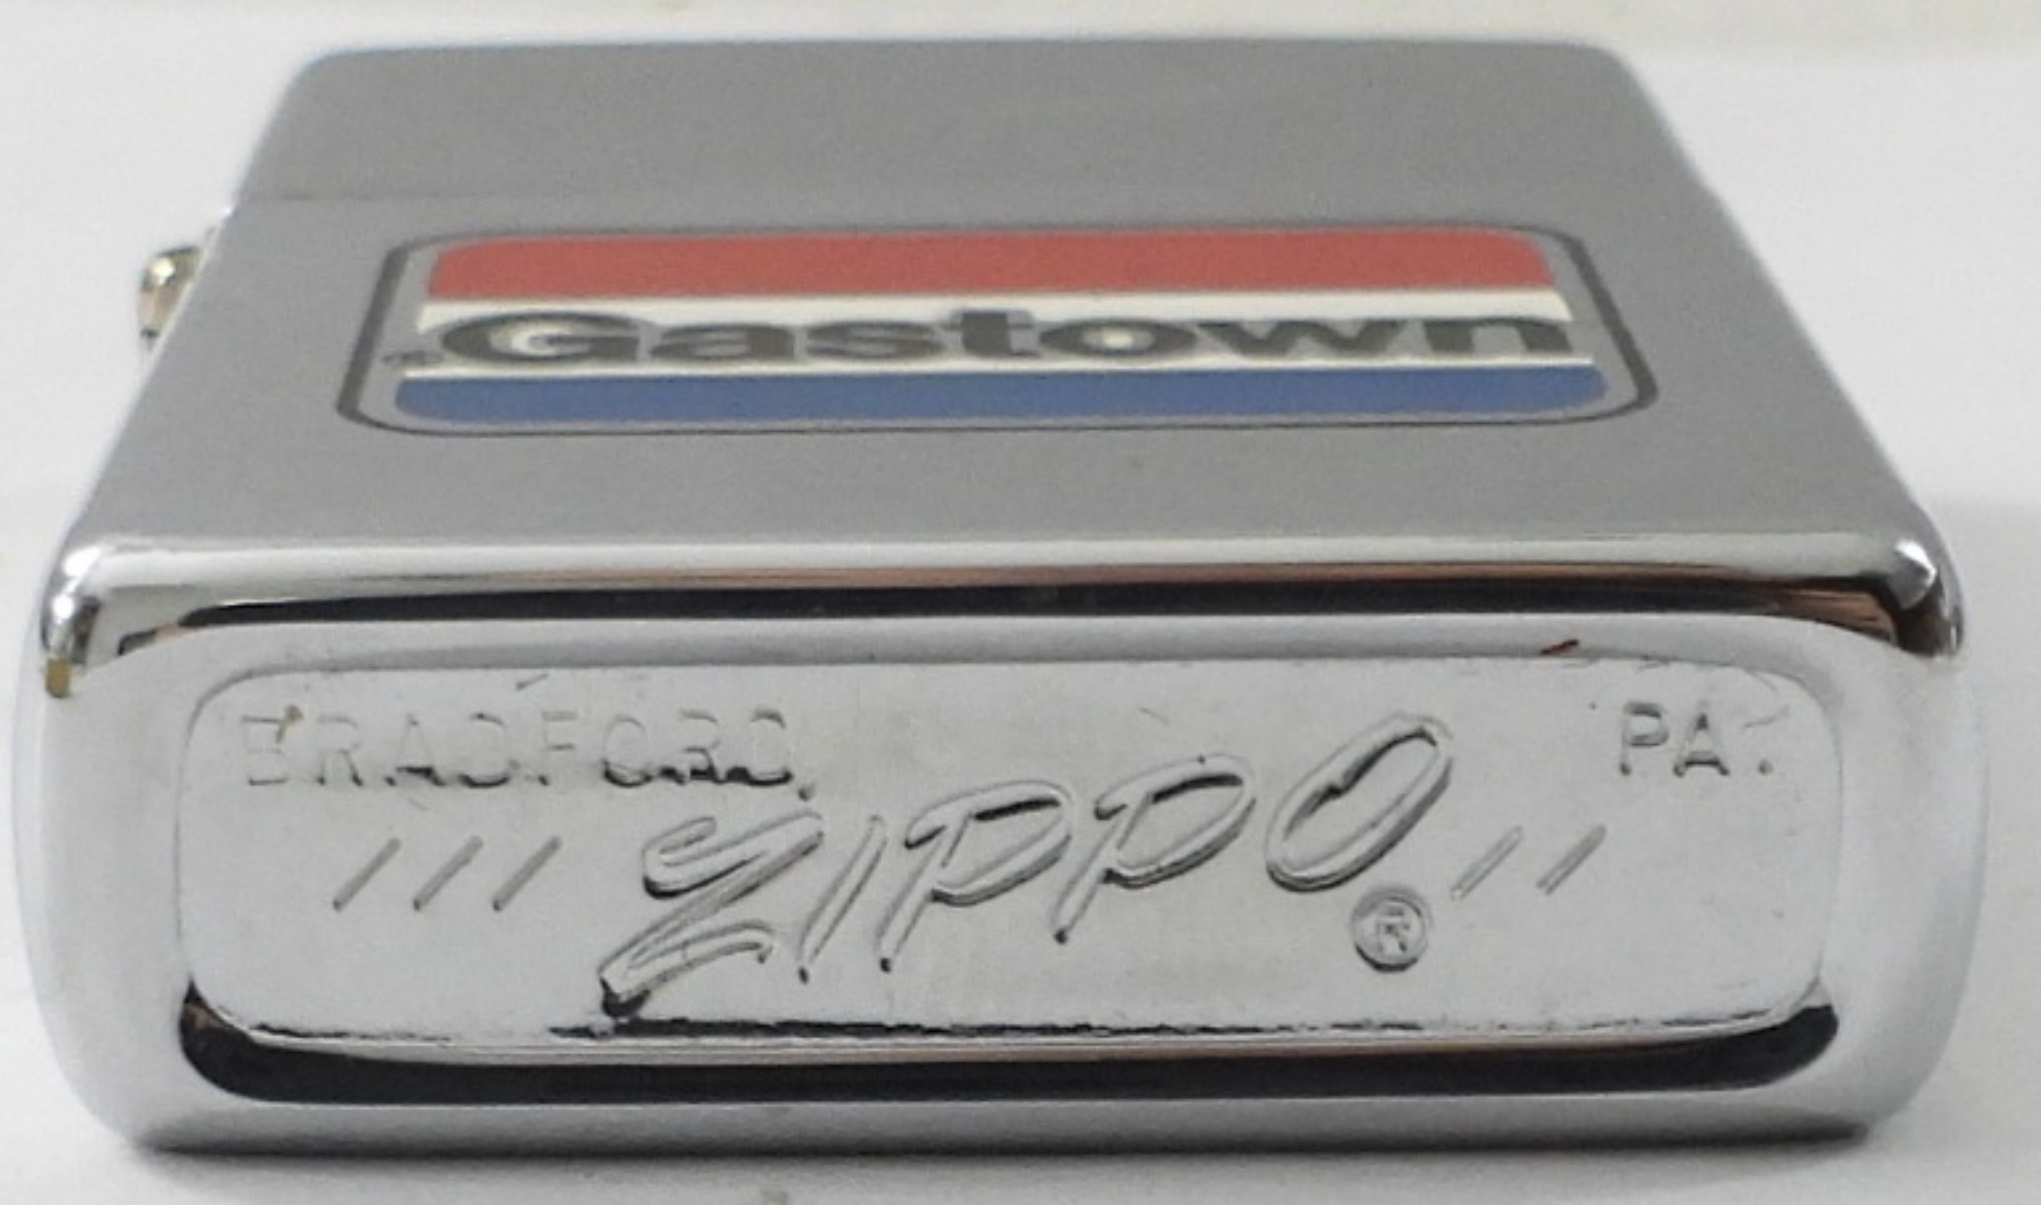 Gastown
BRADFORD, PA.
/// ZIPPO ® //